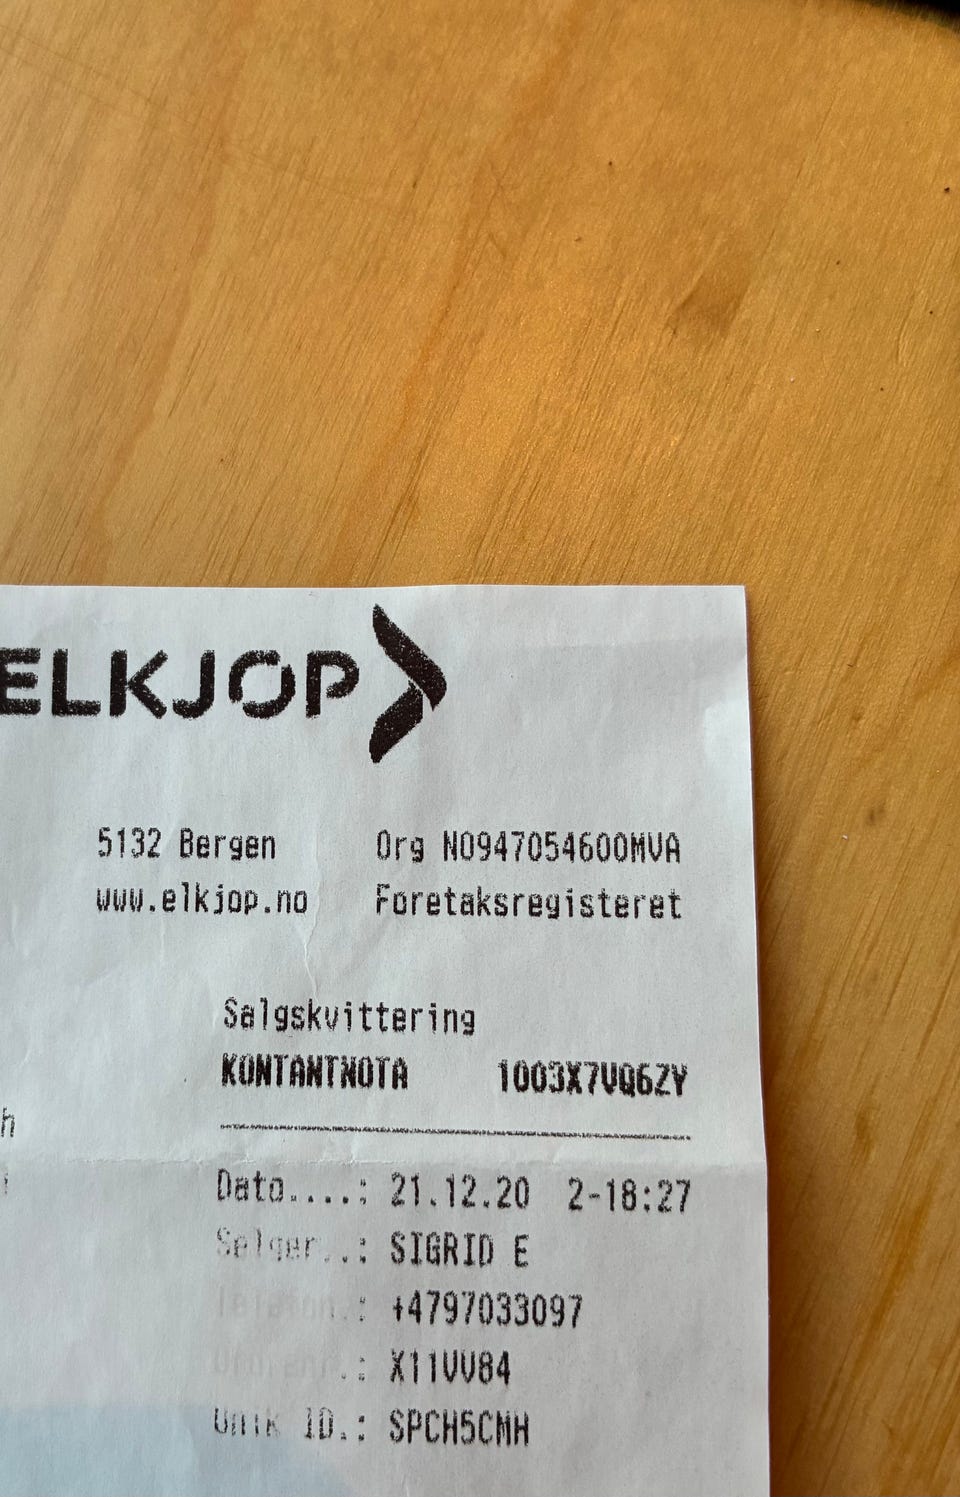 ELKJOP
5132 Bergen Org NO947054600MVA
www.elkjop.no Foretaksregisteret
Salgskvittering
KONTANTNOTA 1003X7VQ6ZY
h
Dato....: 21.12.20 2-18:27
Selger..: SIGRID E
: +4797033097
.: X11VV84
Unik ID.: SPCH5CMH